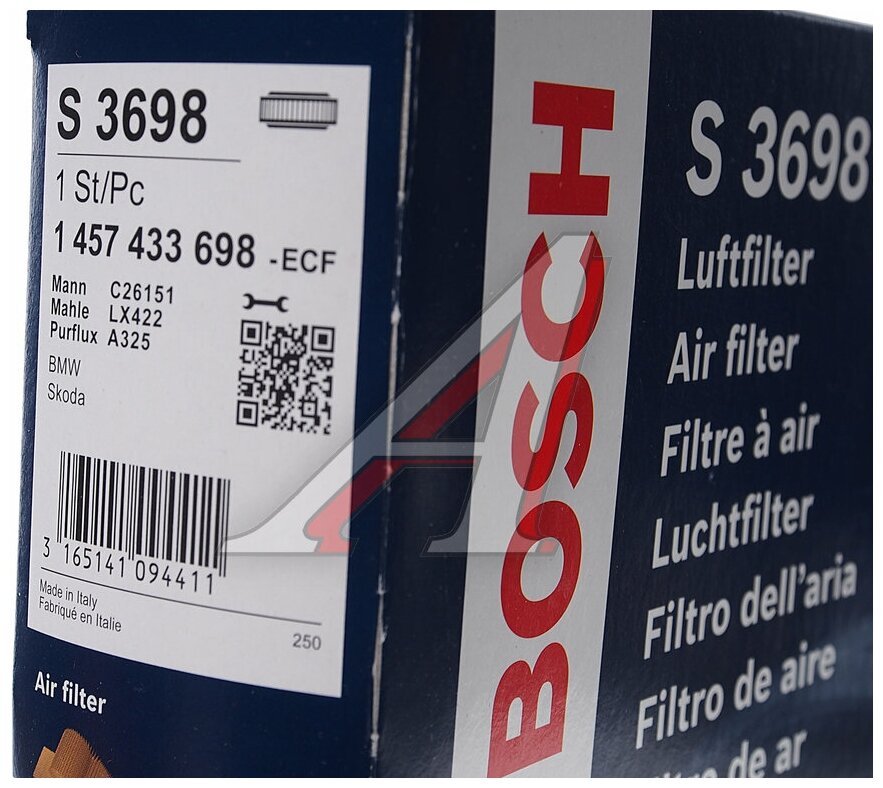 S 3698
1 St/Pc
1 457 433 698 -ECF
Mann C26151
Mahle LX422
Purflux A325
BMW
Skoda
3 165141 094411
Made in Italy
Fabriqué en Italie
250
Air filter
BOSCH
S 3698
Luftfilter
Air filter
Filtre à air
Luchtfilter
Filtro dell'aria
Filtro de aire
de ar